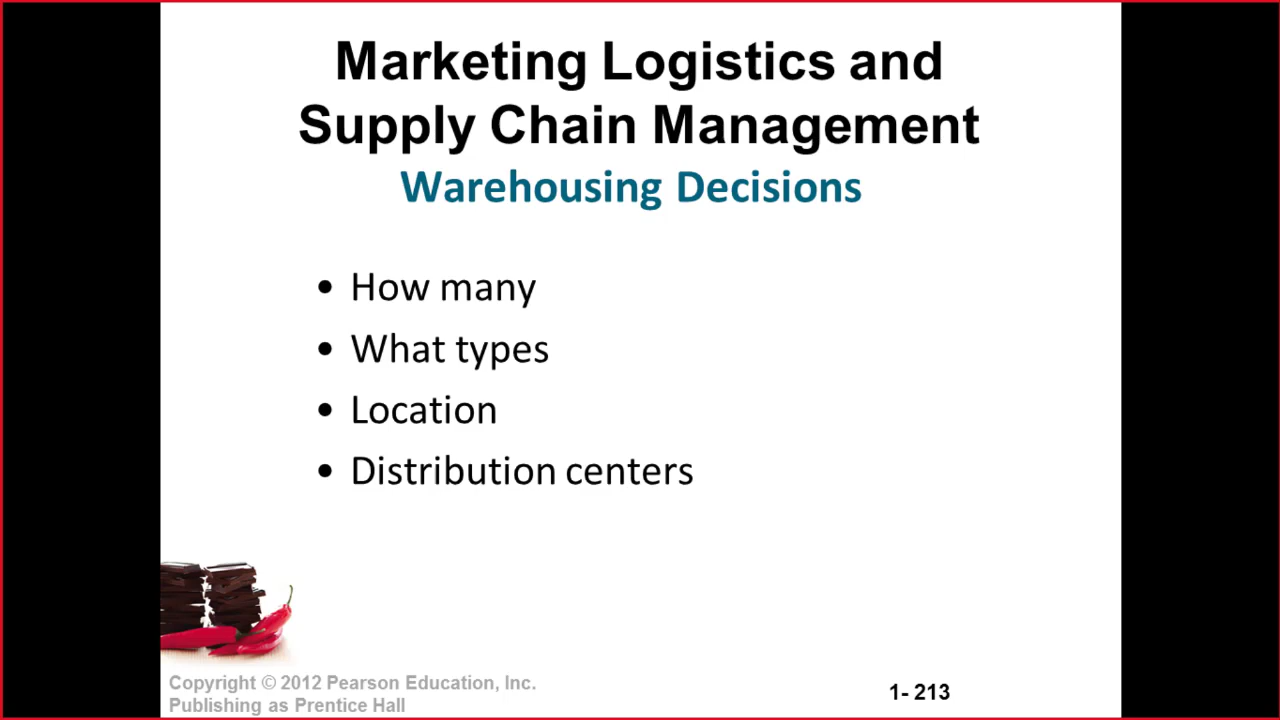 Marketing Logistics and
Supply Chain Management
Warehousing Decisions
• How many
• What types
• Location
• Distribution centers
Copyright © 2012 Pearson Education, Inc.
Publishing as Prentice Hall
1- 213